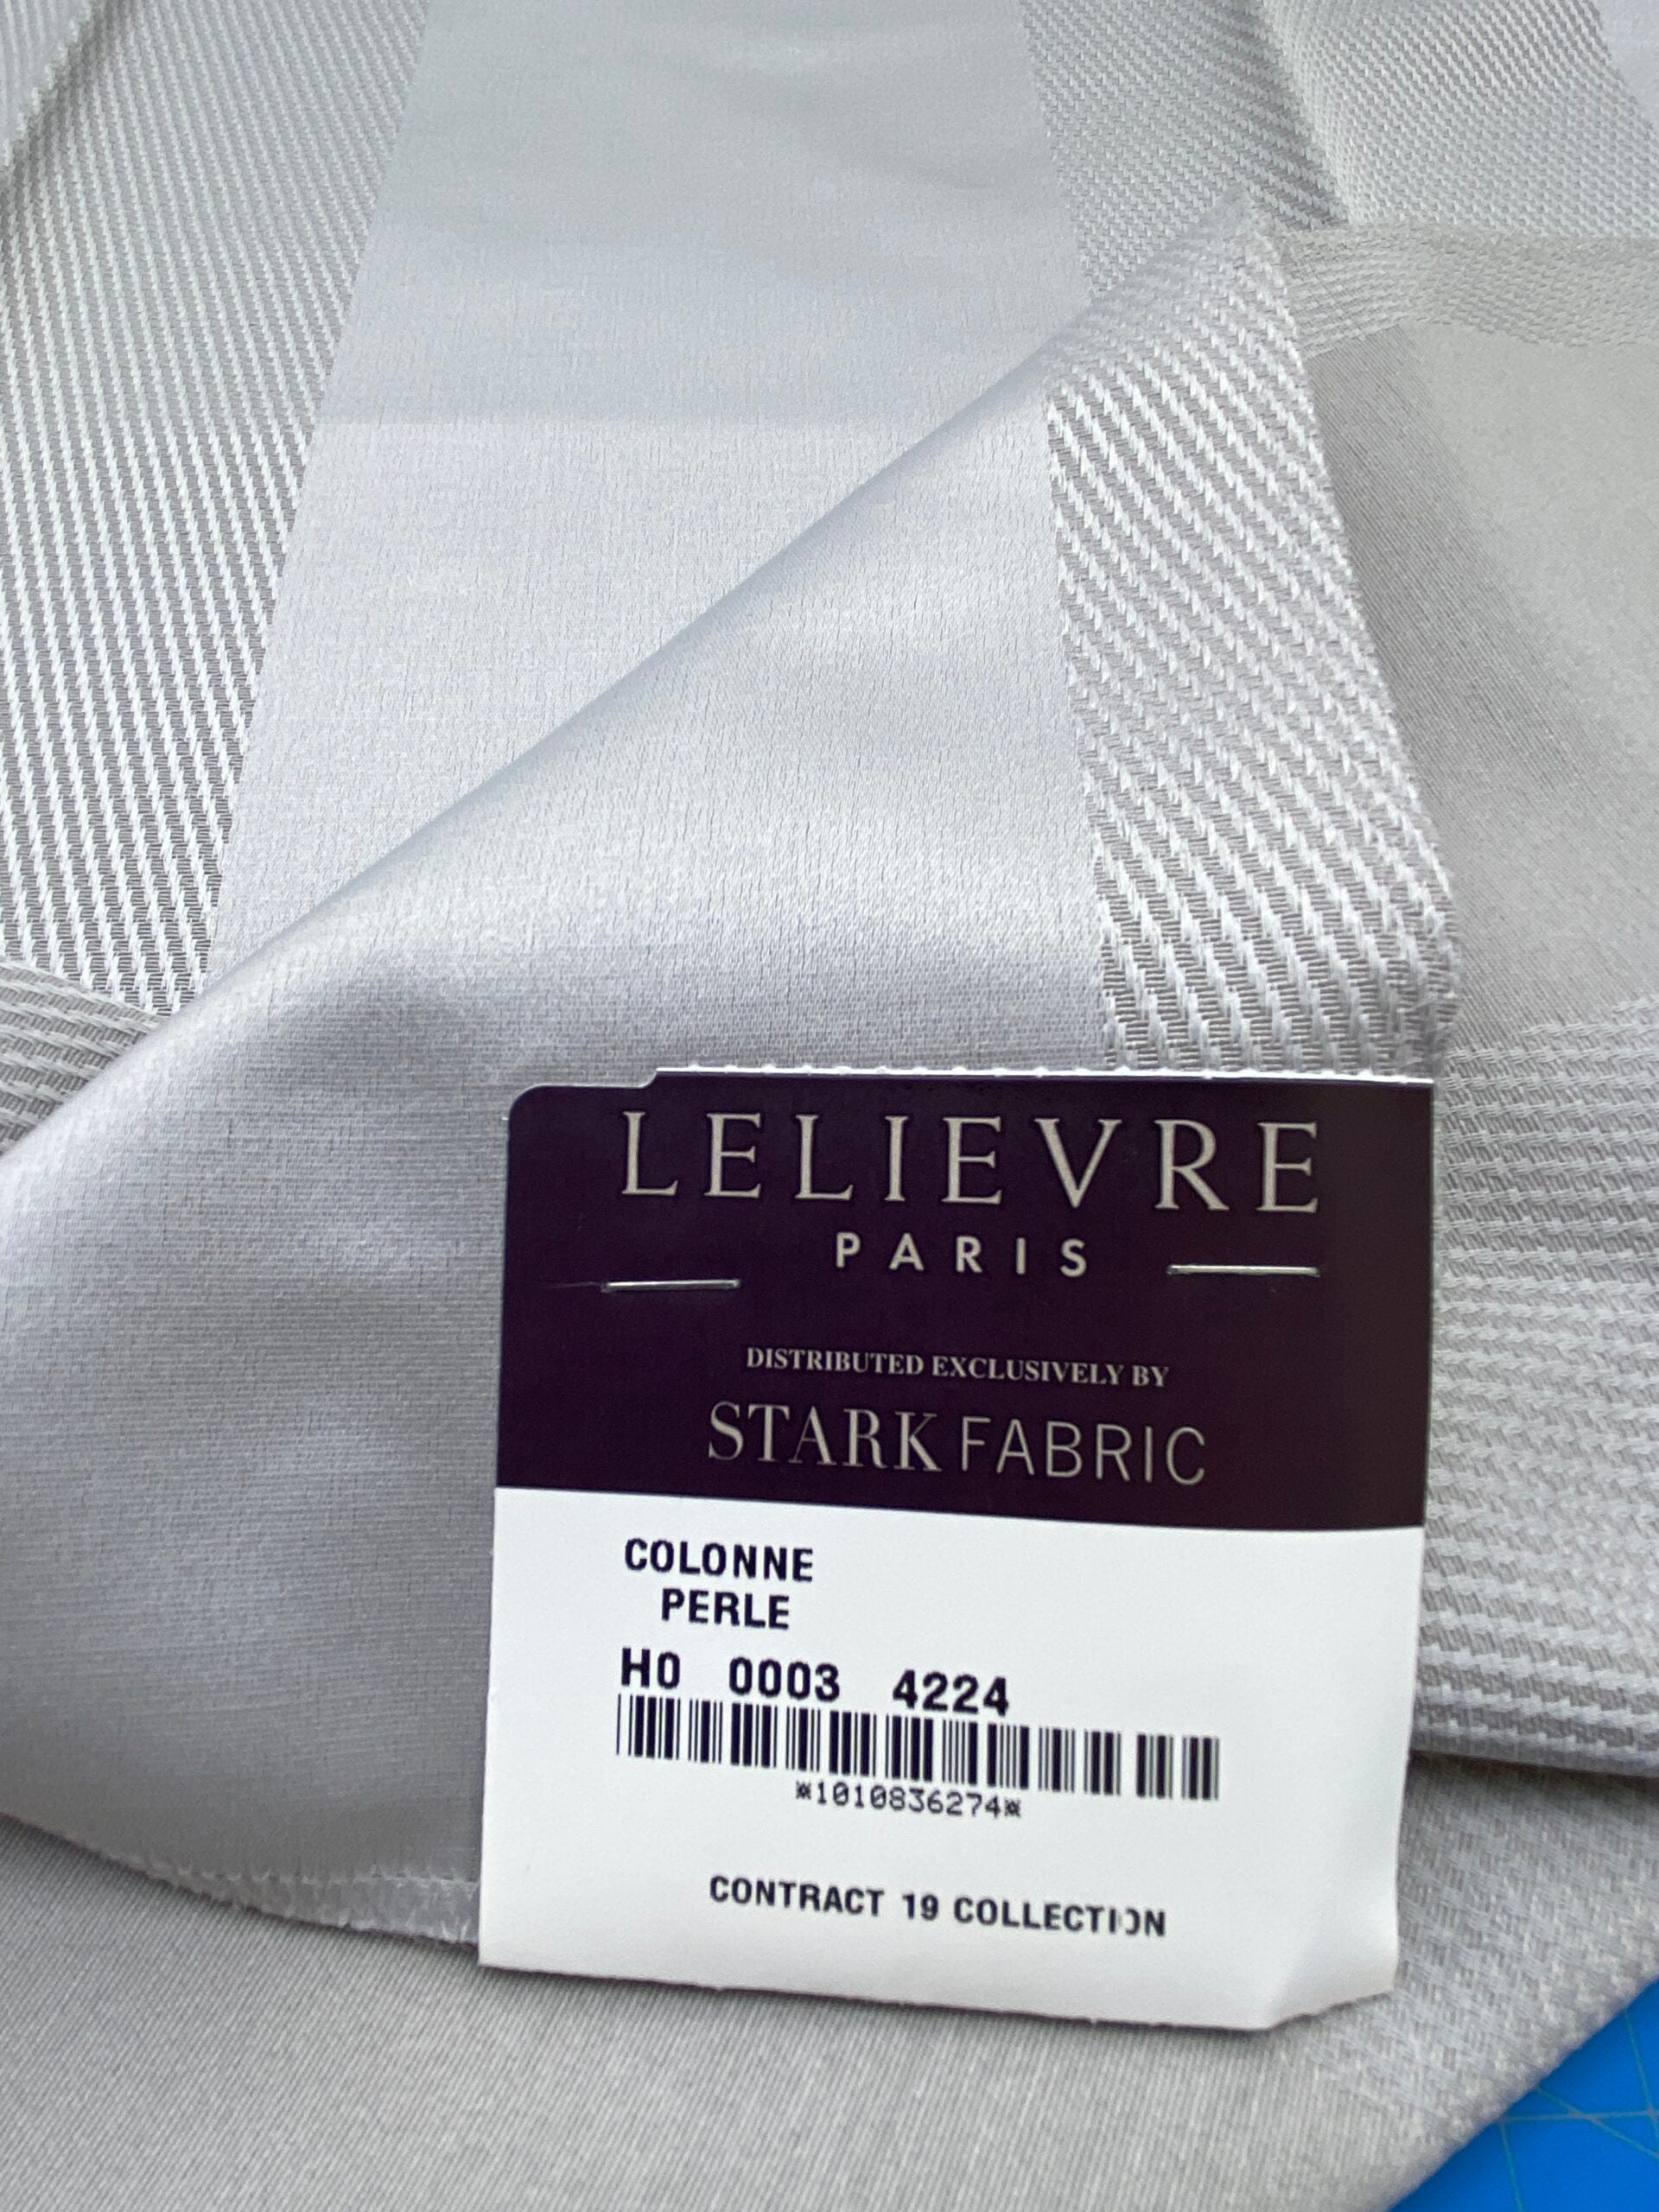 LELIEVRE
PARIS
DISTRIBUTED EXCLUSIVELY BY
STARK FABRIC
COLONNE
PERLE
H0 0003 4224
*1010836274*
CONTRACT 19 COLLECTION